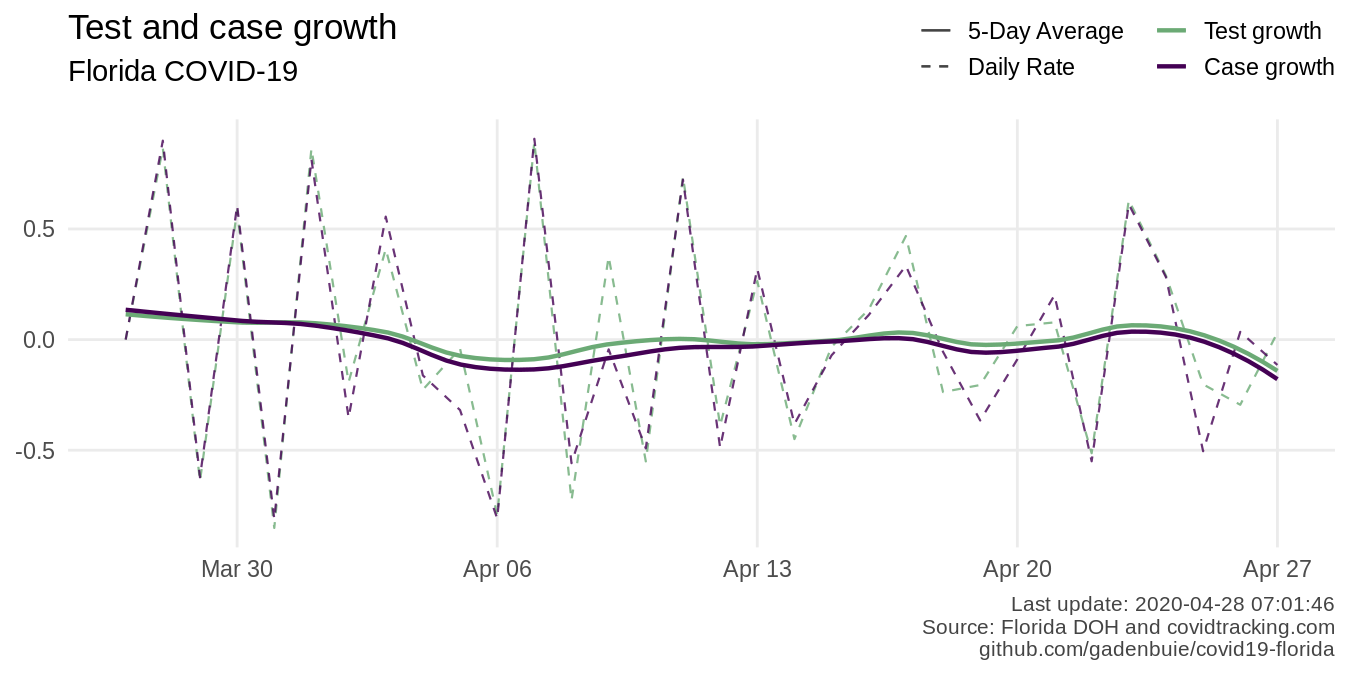 Test and case growth
Florida COVID-19
5-Day Average
Daily Rate
Test growth
Case growth
0.5
0.0
-0.5
Mar 30
Apr 06
Apr 13
Apr 20
Apr 27
Last update: 2020-04-28 07:01:46
Source: Florida DOH and covidtracking.com
github.com/gadenbuie/covid19-florida